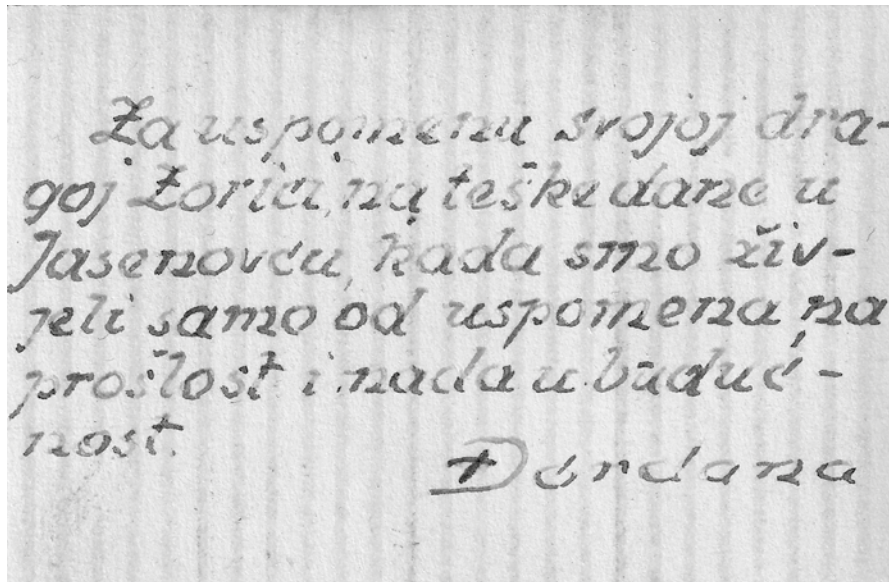 Za uspomenu svojoj dra-
goj Zorici, na teške dane u
Jasenovcu, kada smo živ-
jeli samo od uspomena na
prošlost i nada u buduć-
nost.